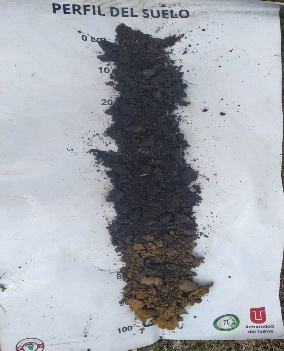 PERFIL DEL SUELO
0 cm
10
20
100
Universidad
del Tolima